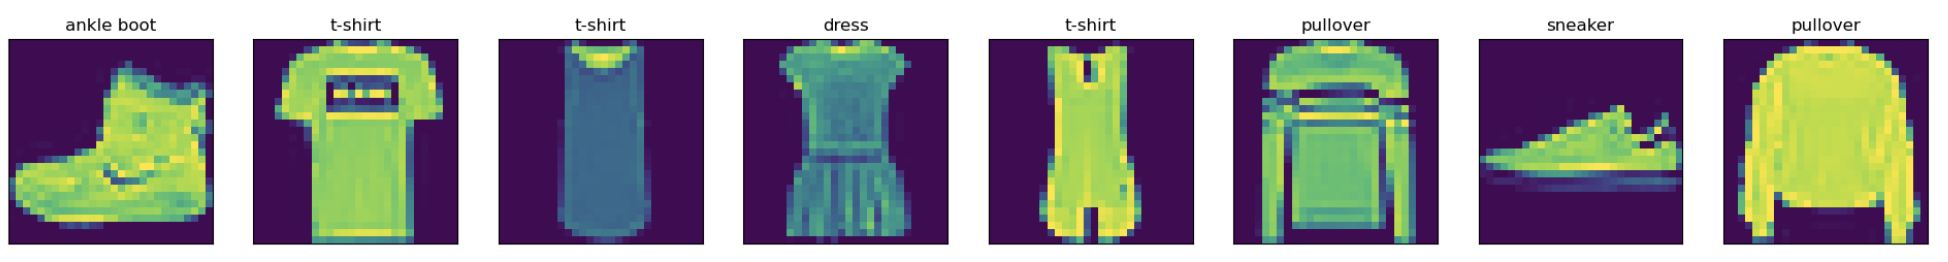 ankle boot
t-shirt
t-shirt
dress
t-shirt
pullover
sneaker
pullover